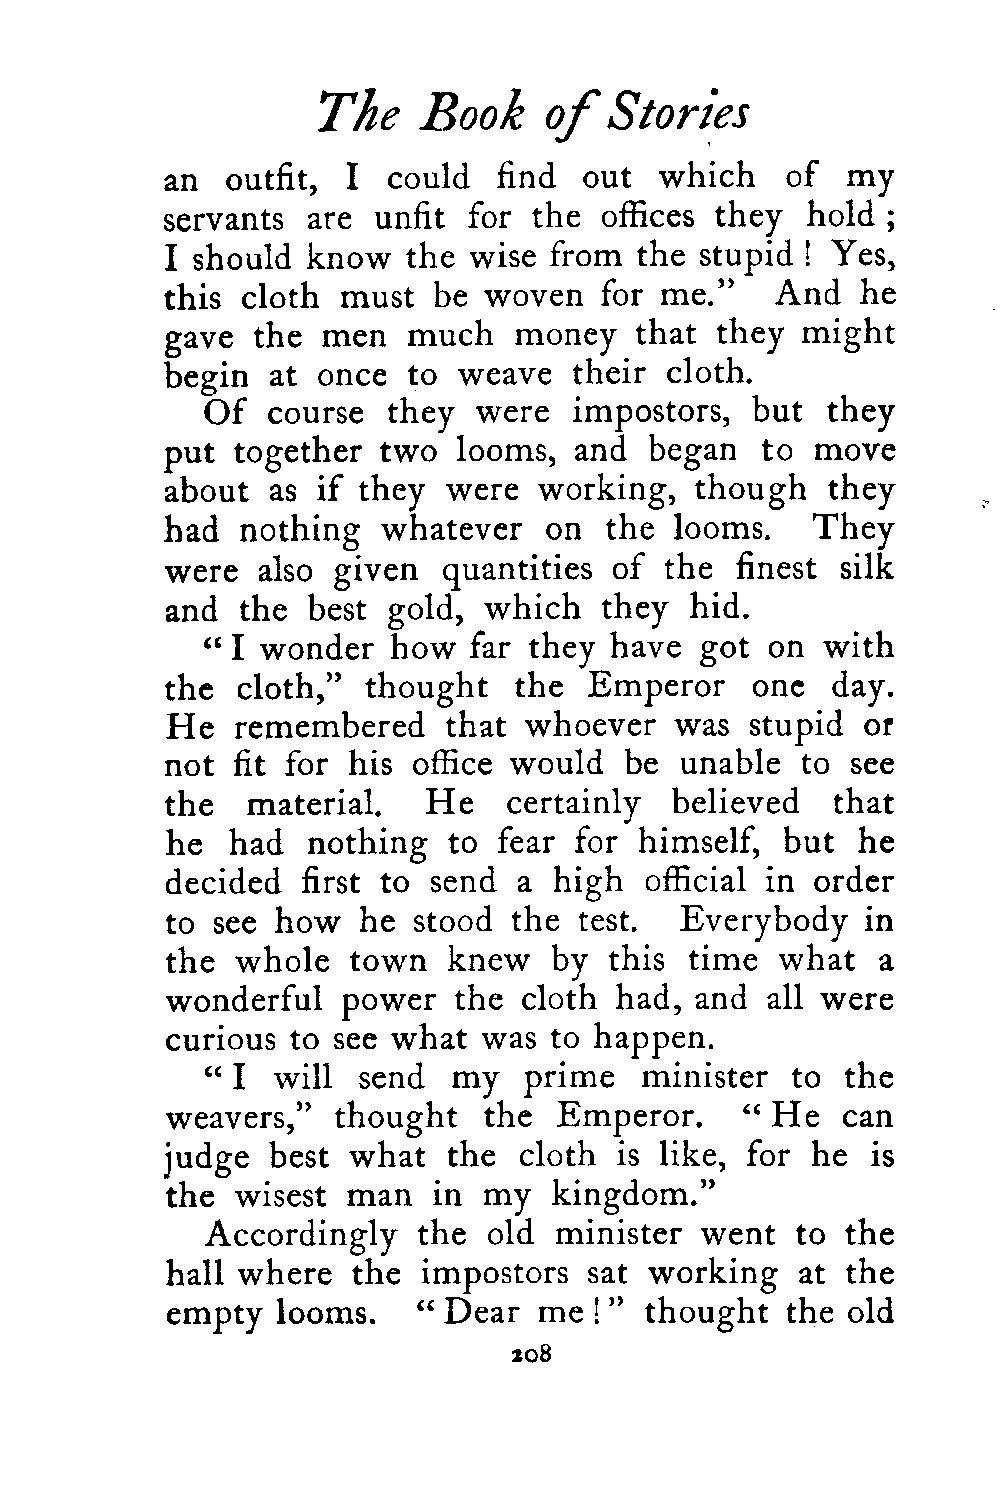 The Book of Stories
an outfit, I could find out which of my
servants are unfit for the offices they hold ;
I should know the wise from the stupid ! Yes,
this cloth must be woven for me.” And he
gave the men much money that they might
begin at once to weave their cloth.
Of course they were impostors, but they
put together two looms, and began to move
about as if they were working, though they
had nothing whatever on the looms. They
were also given quantities of the finest silk
and the best gold, which they hid.
“ I wonder how far they have got on with
the cloth,” thought the Emperor one day.
He remembered that whoever was stupid or
not fit for his office would be unable to see
the material. He certainly believed that
he had nothing to fear for himself, but he
decided first to send a high official in order
to see how he stood the test. Everybody in
the whole town knew by this time what a
wonderful power the cloth had, and all were
curious to see what was to happen.
“ I will send my prime minister to the
weavers,” thought the Emperor. “ He can
judge best what the cloth is like, for he is
the wisest man in my kingdom.”
Accordingly the old minister went to the
hall where the impostors sat working at the
empty looms. “ Dear me ! ” thought the old
208